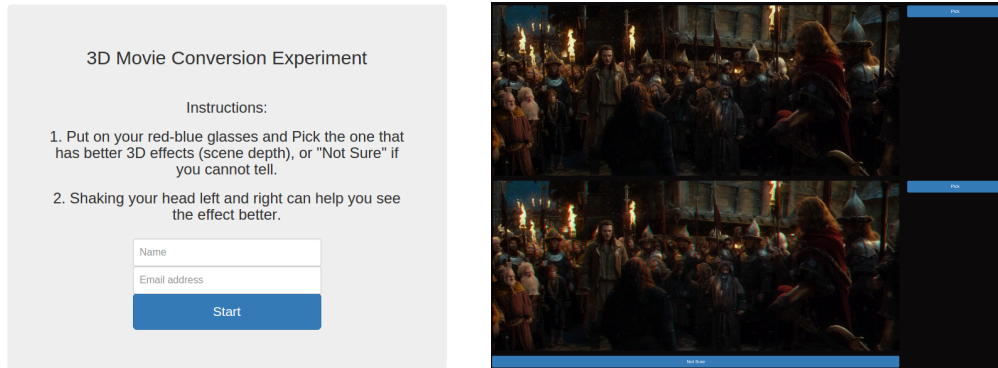 3D Movie Conversion Experiment
Instructions:
1. Put on your red-blue glasses and Pick the one that
has better 3D effects (scene depth), or "Not Sure" if
you cannot tell.
2. Shaking your head left and right can help you see
the effect better.
Name
Email address
Start
Pick
Pick
Not Sure